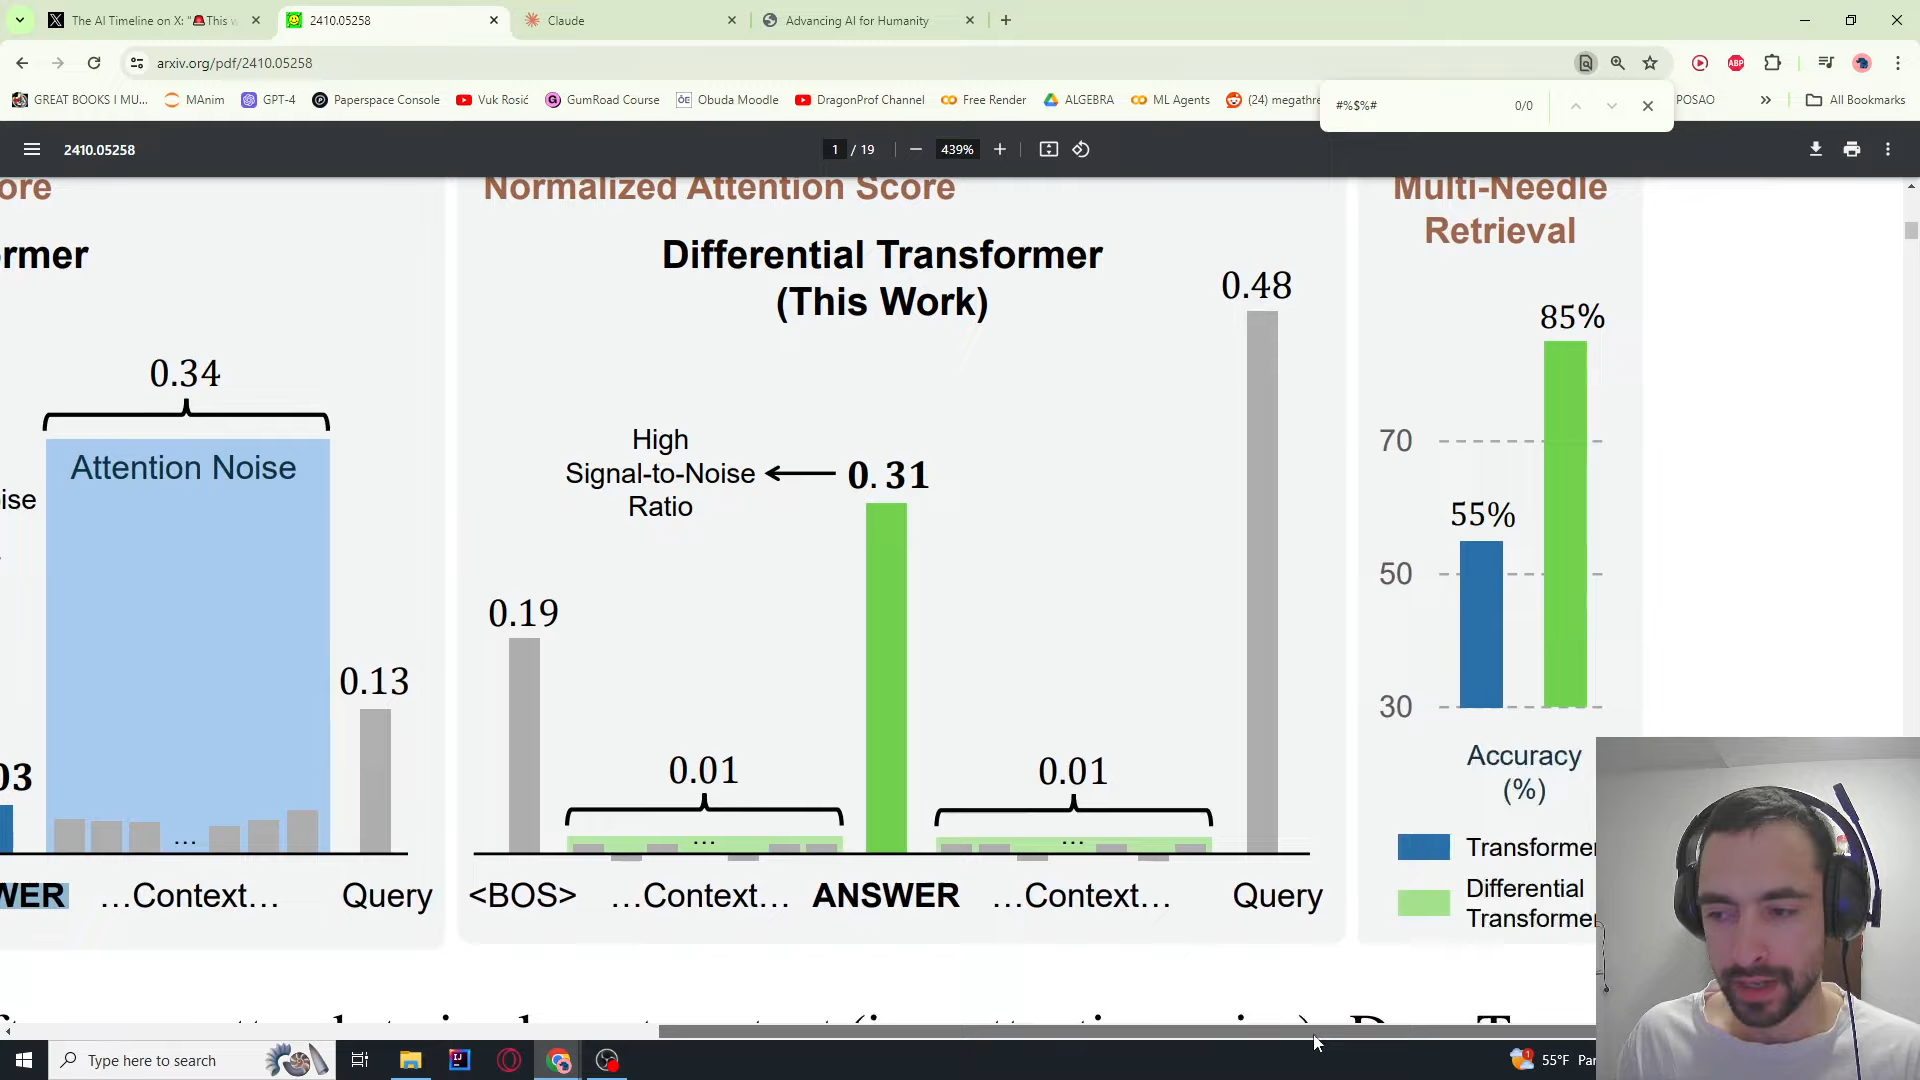 The AI Timeline on X: "🚨This w
2410.05258
Claude
Advancing AI for Humanity
arxiv.org/pdf/2410.05258
GREAT BOOKS I MU...
MAnim
GPT-4
Paperspace Console
Vuk Rosić
GumRoad Course
Obuda Moodle
DragonProf Channel
Free Render
ALGEBRA
ML Agents
(24) megathre
POSAO
All Bookmarks
#%$%#
0/0
2410.05258
1 / 19
439%
ore
rmer
0.34
Attention Noise
ise
0.13
03
...
WER
...Context...
Query
Normalized Attention Score
Differential Transformer
(This Work)
0.48
High
Signal-to-Noise
Ratio
0.31
0.19
0.01
0.01
...
...
<BOS>
...Context...
ANSWER
...Context...
Query
Multi-Needle
Retrieval
85%
70
55%
50
30
Accuracy
(%)
Transformer
Differential
Transformer
Type here to search
55°F